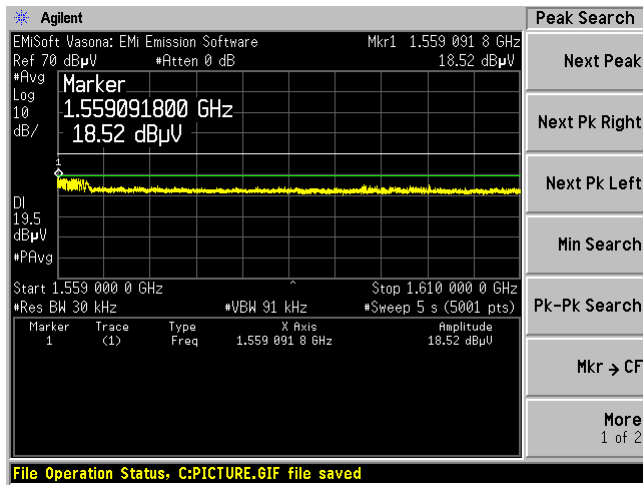 Agilent
Peak Search
EMiSoft Vasona: EMi Emission Software
Mkr1 1.559 091 8 GHz
Ref 70 dBµV #Atten 0 dB 18.52 dBµV
#Avg
Log
10
dB/
Marker
1.559091800 GHz
18.52 dBµV
1
DI
19.5
dBµV
#PAvg
Start 1.559 000 0 GHz ^ Stop 1.610 000 0 GHz
#Res BW 30 kHz #VBW 91 kHz #Sweep 5 s (5001 pts)
Marker Trace Type X Axis Amplitude
1 (1) Freq 1.559 091 8 GHz 18.52 dBµV
Next Peak
Next Pk Right
Next Pk Left
Min Search
Pk-Pk Search
Mkr → CF
More
1 of 2
File Operation Status, C:PICTURE.GIF file saved